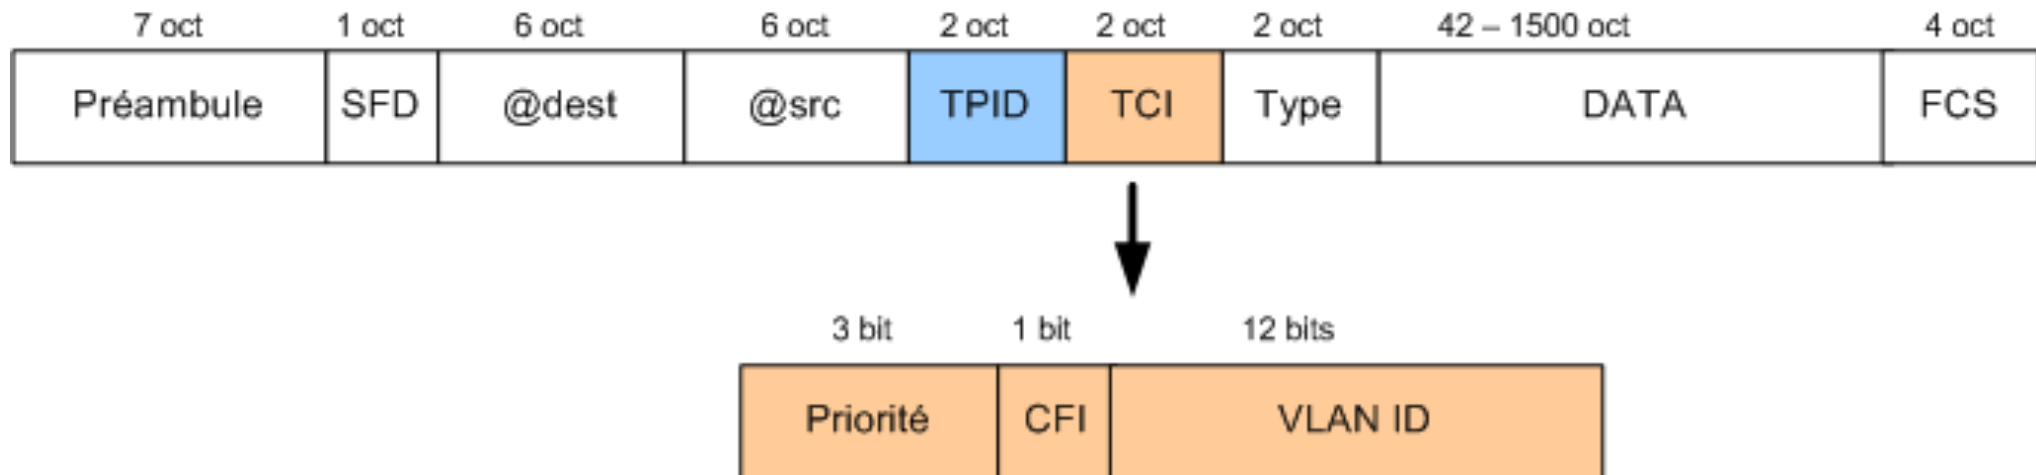 7 oct 1 oct 6 oct 6 oct 2 oct 2 oct 2 oct 42 – 1500 oct 4 oct
Préambule SFD @dest @src TPID TCI Type DATA FCS
3 bit 1 bit 12 bits
Priorité CFI VLAN ID